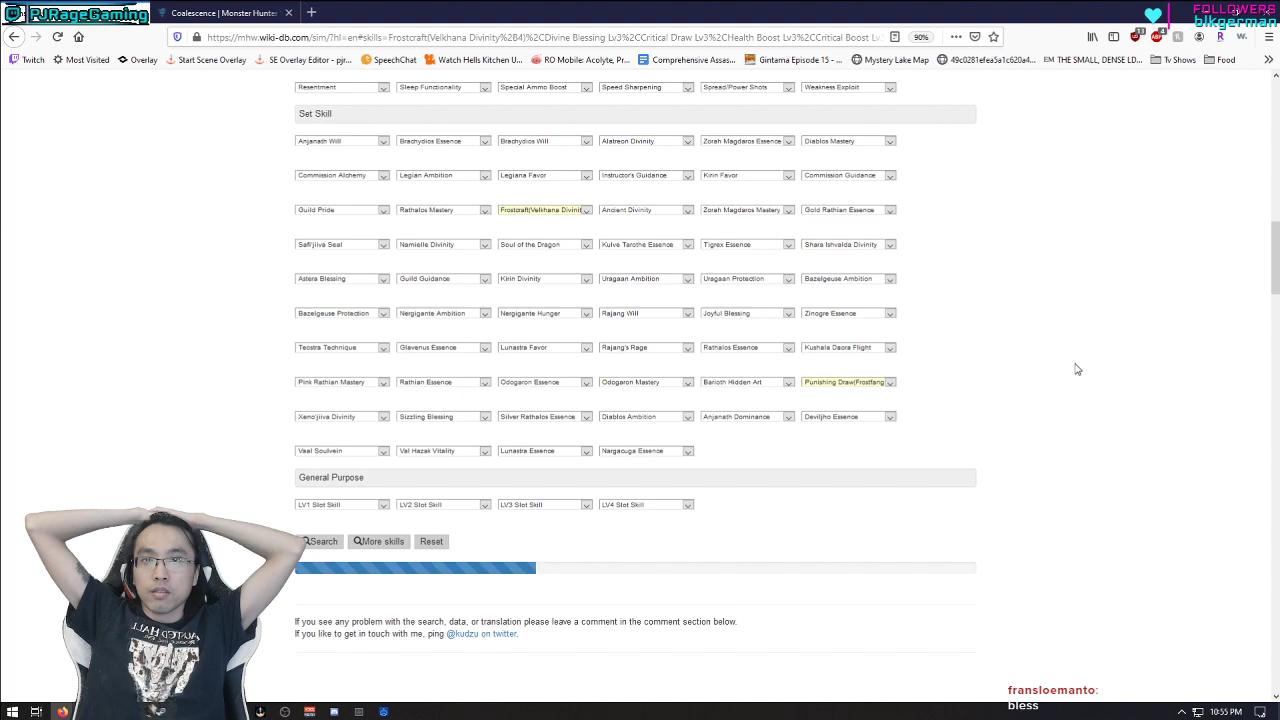 PJRageGaming
Coalescence | Monster Hunter
FOLLOWERS
blkgerman
https://mhw.wiki-db.com/sim/?hl=en#skills=Frostcraft(Velkhana Divinity)
Blessing Lv3%2CCritical Draw Lv3%2CHealth Boost Lv3%2CCritical Boost Lv
90%
Twitch Most Visited Overlay Start Scene Overlay SE Overlay Editor - pjr... SpeechChat Watch Hells Kitchen U... RO Mobile: Acolyte, Pr... Comprehensive Assess... Gintama Episode 15 - ... Mystery Lake Map 49c0281efea5a1c620a4... EM THE SMALL, DENSE LD... Tv Shows Food
Resentment Sleep Functionality Special Ammo Boost Speed Sharpening Spread/Power Shots Weakness Exploit
Set Skill
Anjanath Will Brachydios Essence Brachydios Will Alatreon Divinity Zorah Magdaros Essence Diablos Mastery
Commission Alchemy Legian Ambition Legiana Favor Instructor's Guidance Kirin Favor Commission Guidance
Guild Pride Rathalos Mastery Frostcraft(Velkhana Divinit Ancient Divinity Zorah Magdaros Mastery Gold Rathian Essence
Safi'jiiva Seal Namielle Divinity Soul of the Dragon Kulve Tarothe Essence Tigrex Essence Shara Ishvalda Divinity
Astera Blessing Guild Guidance Kirin Divinity Uragaan Ambition Uragaan Protection Bazelgeuse Ambition
Bazelgeuse Protection Nergigante Ambition Nergigante Hunger Rajang Will Joyful Blessing Zinogre Essence
Teostra Technique Glavenus Essence Lunastra Favor Rajang's Rage Rathalos Essence Kushala Daora Flight
Pink Rathian Mastery Rathian Essence Odogaron Essence Odogaron Mastery Barioth Hidden Art Punishing Draw(Frostfang
Xeno'jiiva Divinity Sizzling Blessing Silver Rathalos Essence Diablos Ambition Anjanath Dominance Deviljho Essence
Vaal Soulvein Val Hazak Vitality Lunastra Essence Nargacuga Essence
General Purpose
LV1 Slot Skill LV2 Slot Skill LV3 Slot Skill LV4 Slot Skill
Search More skills Reset
If you see any problem with the search, data, or translation please leave a comment in the comment section below.
If you like to get in touch with me, ping @kudzu on twitter.
fransloemanto:
bless
10:55 PM